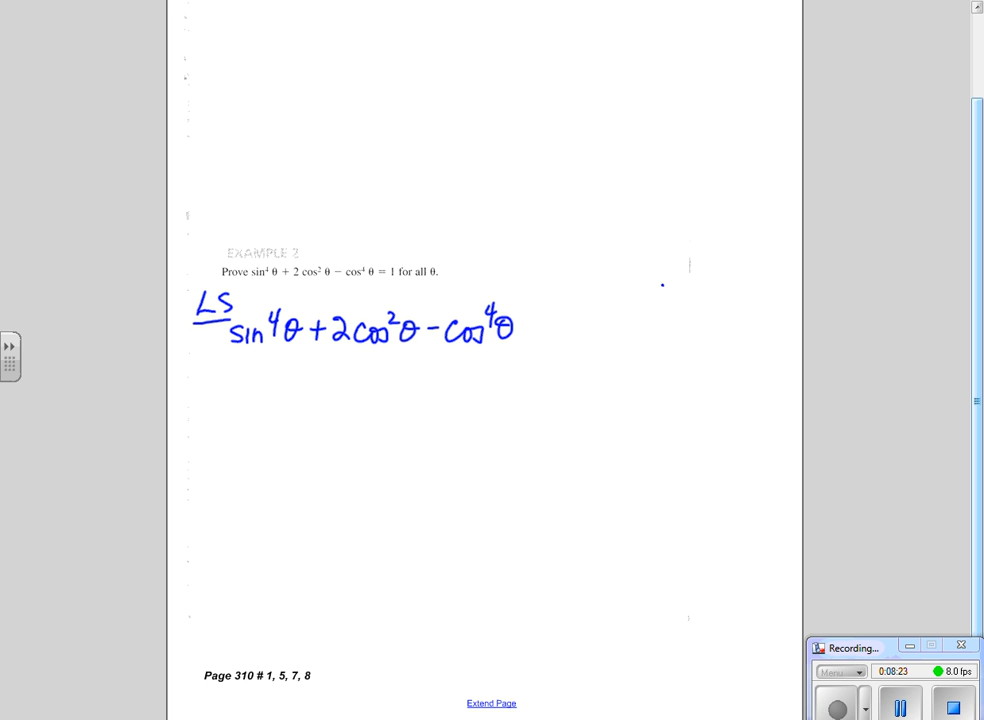 EXAMPLE 2
Prove sin⁴ θ + 2 cos² θ − cos⁴ θ = 1 for all θ.
LS
sin⁴θ + 2cos²θ − cos⁴θ
Page 310 # 1, 5, 7, 8
Extend Page
Recording...
Menu
0:08:23
8.0 fps